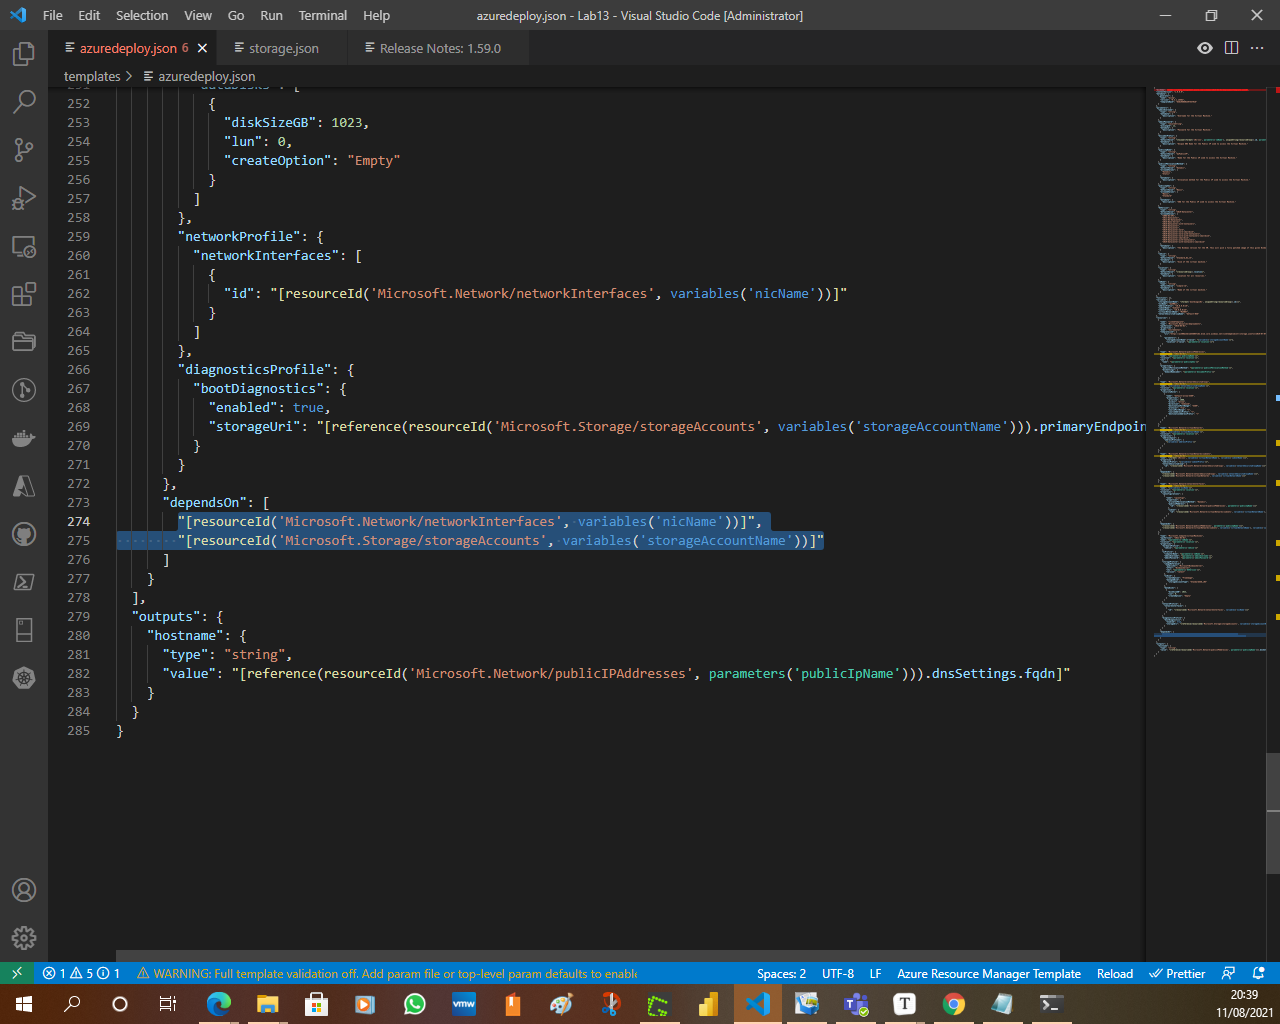 File Edit Selection View Go Run Terminal Help azuredeploy.json - Lab13 - Visual Studio Code [Administrator]
azuredeploy.json 6 storage.json Release Notes: 1.59.0
templates > azuredeploy.json
252 {
253 "diskSizeGB": 1023,
254 "lun": 0,
255 "createOption": "Empty"
256 }
257 ]
258 },
259 "networkProfile": {
260 "networkInterfaces": [
261 {
262 "id": "[resourceId('Microsoft.Network/networkInterfaces', variables('nicName'))]"
263 }
264 ]
265 },
266 "diagnosticsProfile": {
267 "bootDiagnostics": {
268 "enabled": true,
269 "storageUri": "[reference(resourceId('Microsoft.Storage/storageAccounts', variables('storageAccountName'))).primaryEndpoin
270 }
271 }
272 },
273 "dependsOn": [
274 "[resourceId('Microsoft.Network/networkInterfaces', variables('nicName'))]",
275 "[resourceId('Microsoft.Storage/storageAccounts', variables('storageAccountName'))]"
276 ]
277 }
278 ],
279 "outputs": {
280 "hostname": {
281 "type": "string",
282 "value": "[reference(resourceId('Microsoft.Network/publicIPAddresses', parameters('publicIpName'))).dnsSettings.fqdn]"
283 }
284 }
285 }
1 5 1 WARNING: Full template validation off. Add param file or top-level param defaults to enable Spaces: 2 UTF-8 LF Azure Resource Manager Template Reload Prettier
vmw T
20:39
11/08/2021